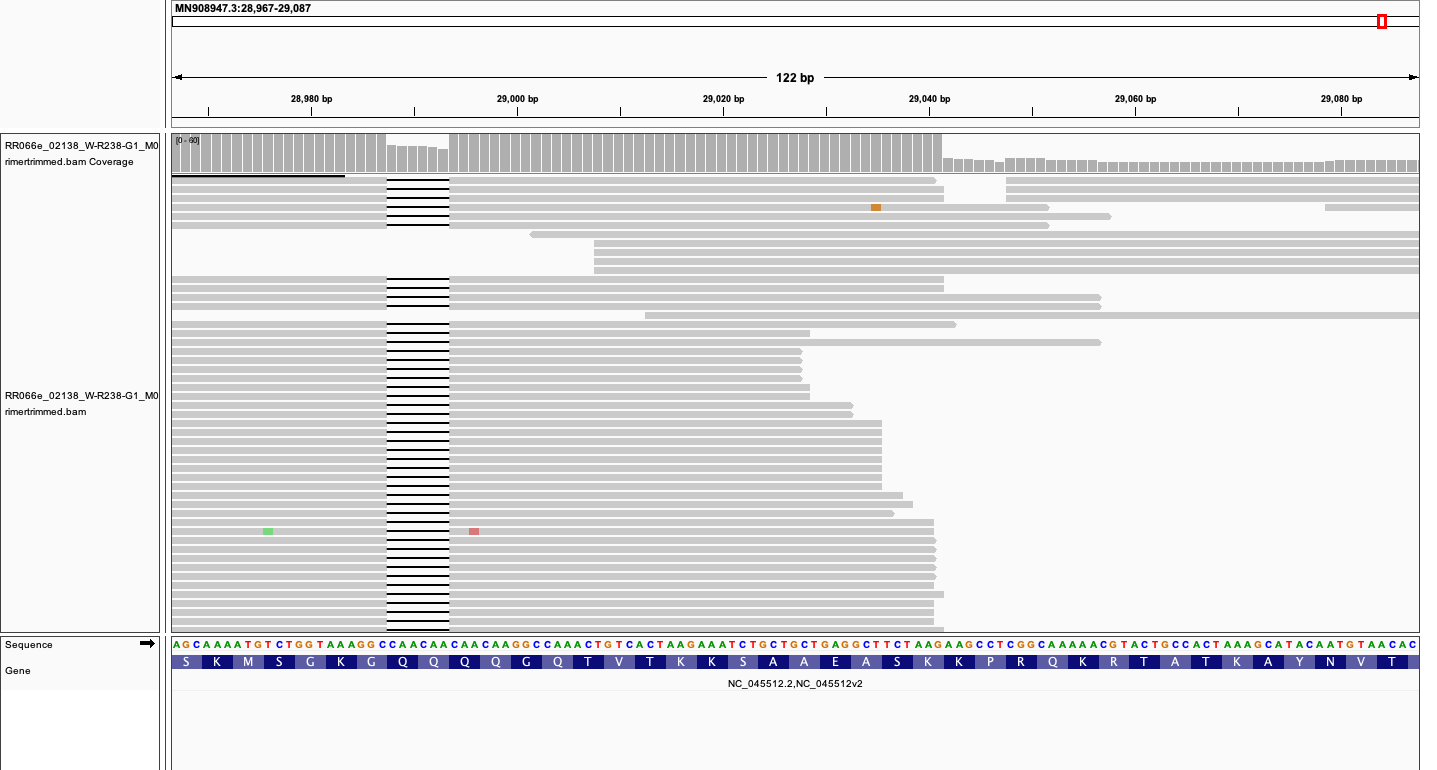 MN908947.3:28,967-29,087
122 bp
28,980 bp 29,000 bp 29,020 bp 29,040 bp 29,060 bp 29,080 bp
RR066e_02138_W-R238-G1_M0
rimertrimmed.bam Coverage
[0 - 60]
RR066e_02138_W-R238-G1_M0
rimertrimmed.bam
Sequence
AGCAAAATGTCTGGTAAAGGCCAACAACAACAAGGCCAAACTGTCACTAAGAAATCTGCTGCTGAGGCTTCTAAGAAGCCTCGGCAAAAACGTACTGCCACTAAAGCATACAATGTAACAC
Gene
S K M S G K G Q Q Q Q G Q T V T K K S A A E A S K K P R Q K R T A T K A Y N V T
NC_045512.2,NC_045512v2